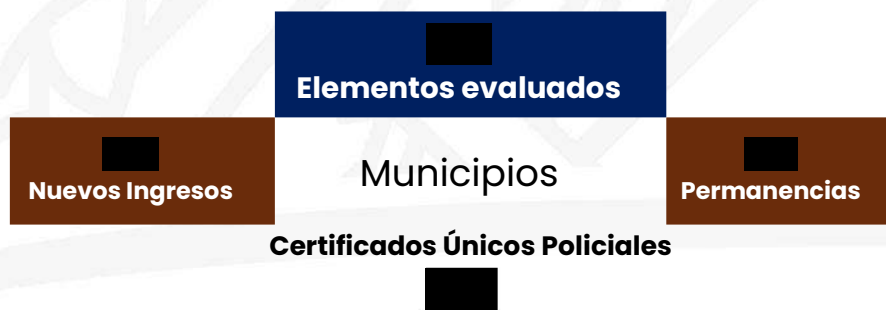 Elementos evaluados
Nuevos Ingresos
Municipios
Permanencias
Certificados Únicos Policiales